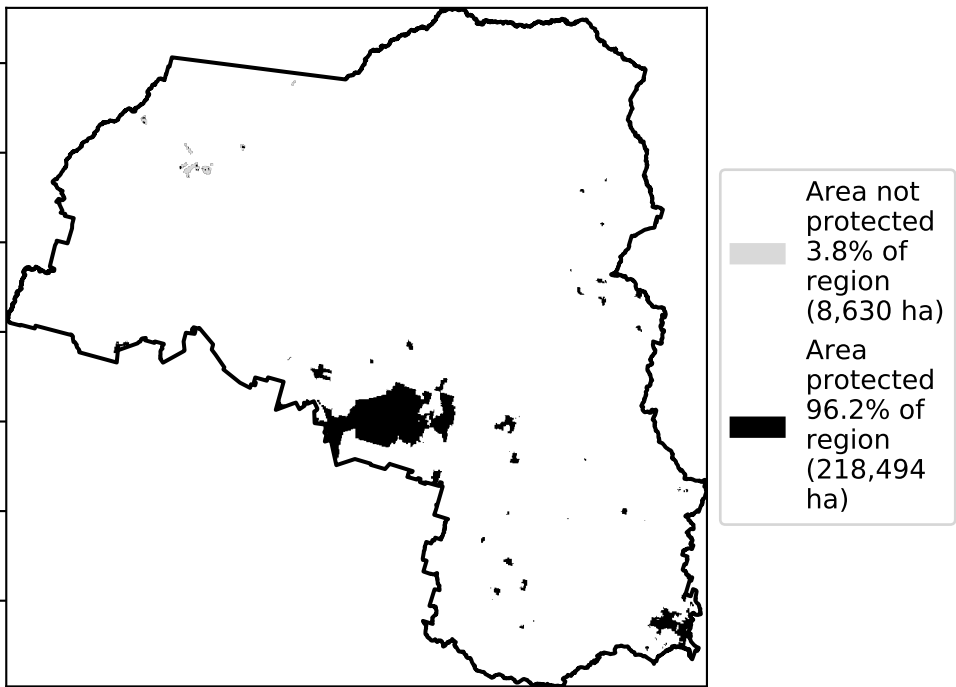 Area not
protected
3.8% of
region
(8,630 ha)
Area
protected
96.2% of
region
(218,494
ha)